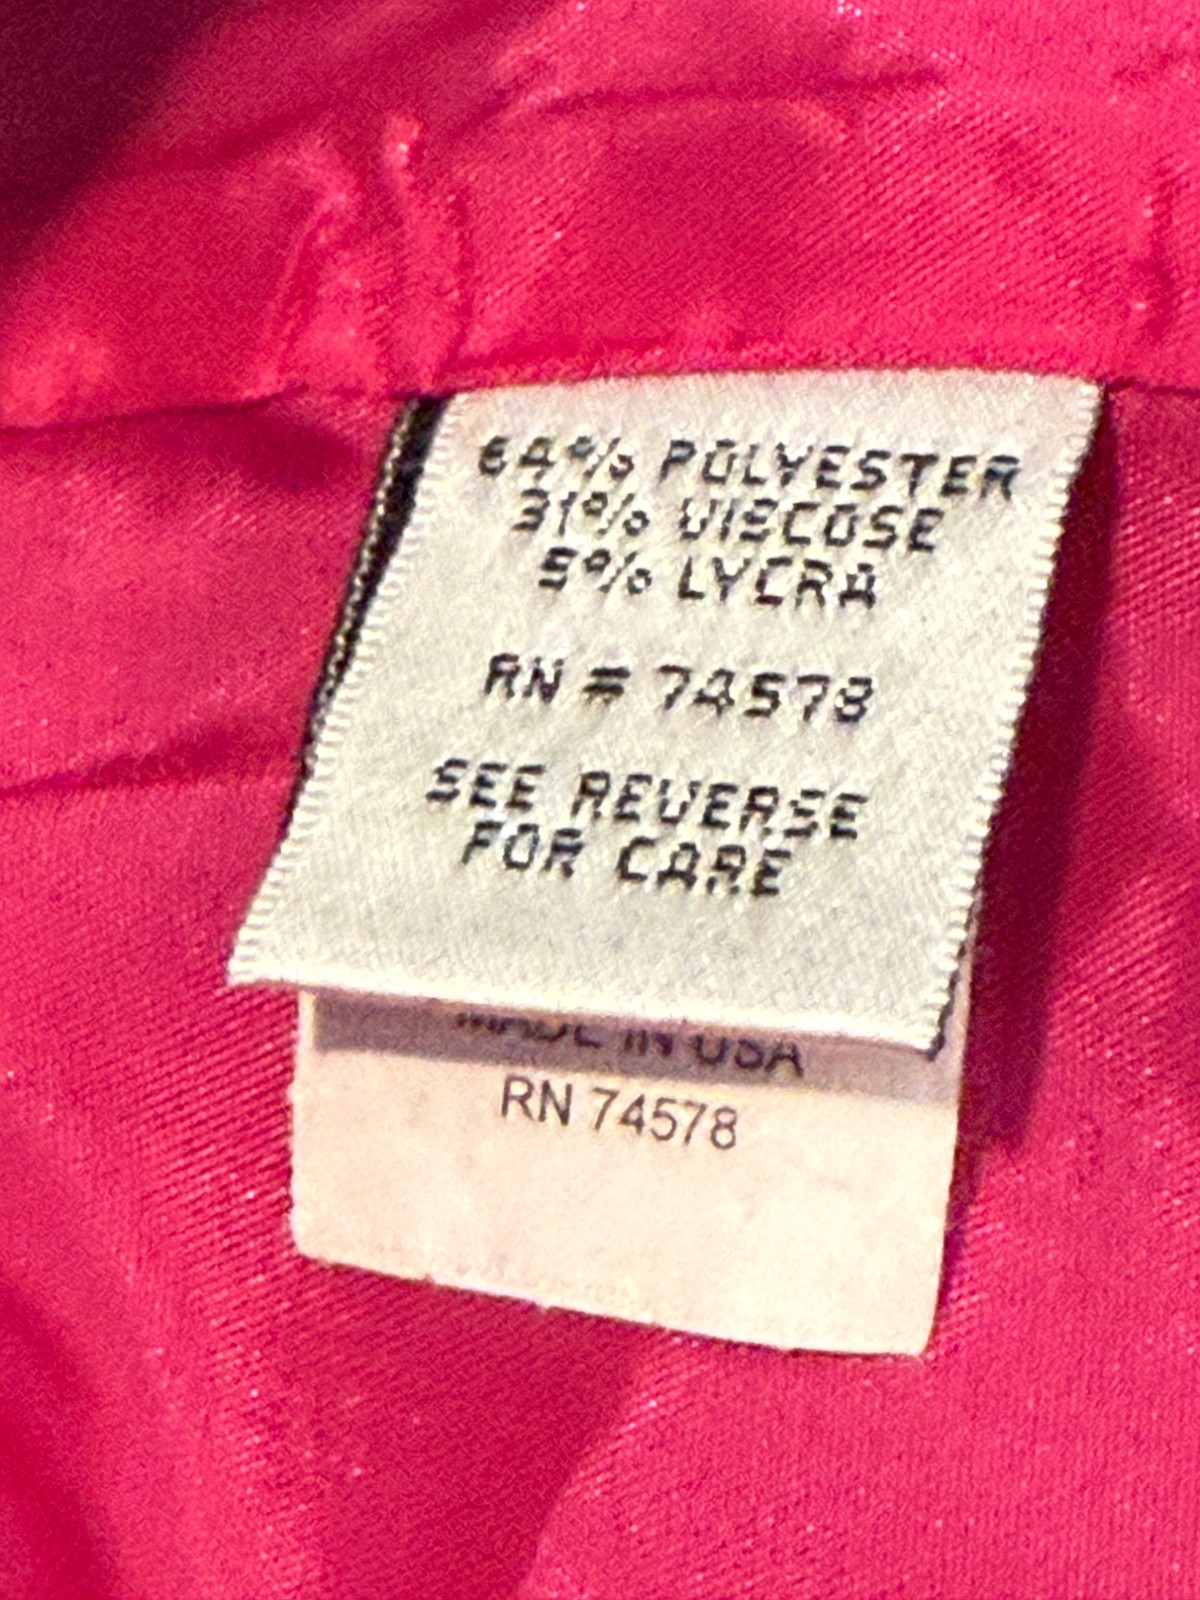 64% POLYESTER
31% VISCOSE
5% LYCRA
RN # 74578
SEE REVERSE
FOR CARE
MADE IN USA
RN 74578